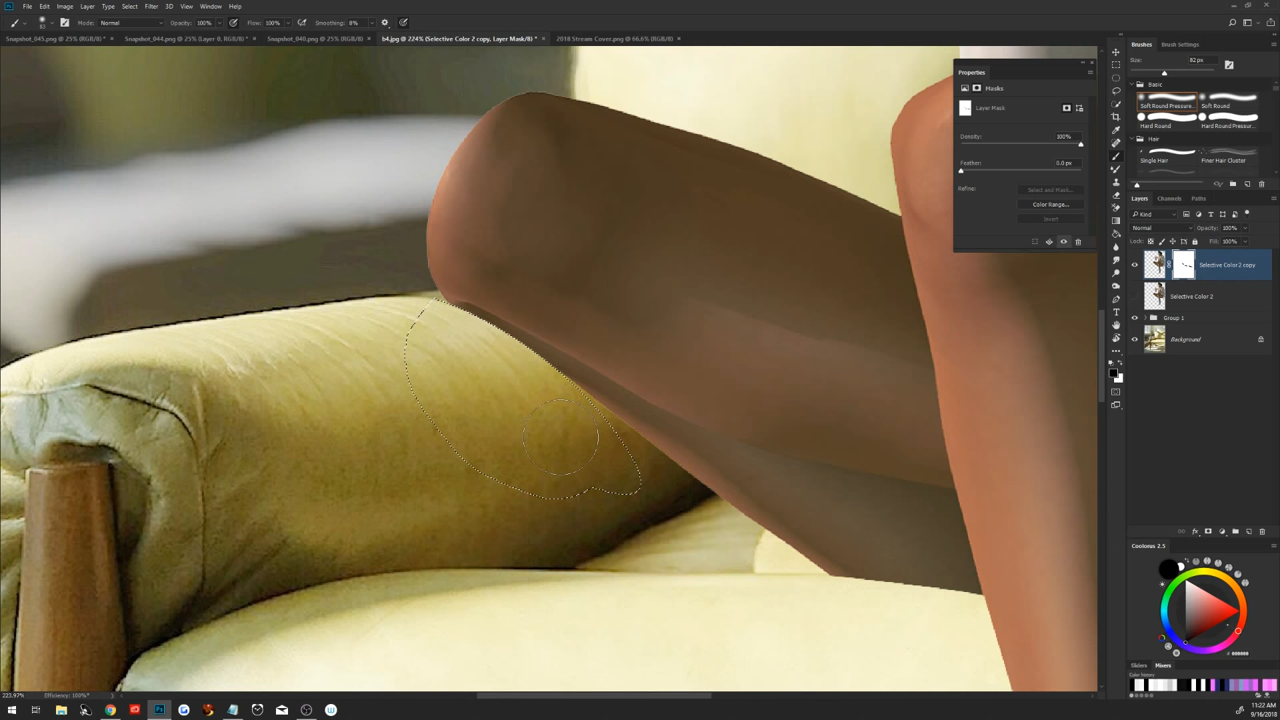 File Edit Image Layer Type Select Filter 3D View Window Help
Mode: Normal Opacity: 100% Flow: 100% Smoothing: 8%
Snapshot_045.png @ 25% (RGB/8) * × Snapshot_044.png @ 25% (Layer 0, RGB/8) * × Snapshot_040.png @ 25% (RGB/8) × b4.jpg @ 224% (Selective Color 2 copy, Layer Mask/8) * × 2018 Stream Cover.png @ 66.6% (RGB/8) ×
Properties
Masks
Layer Mask
Density: 100%
Feather: 0.0 px
Refine: Select and Mask...
Color Range...
Invert
Brushes Brush Settings
Size: 82 px
Basic
Soft Round Pressure... Soft Round
Hard Round Hard Round Pressur...
Hair
Single Hair Finer Hair Cluster
Layers Channels Paths
Kind
Normal Opacity: 100%
Lock: Fill: 100%
Selective Color 2 copy
Selective Color 2
Group 1
Background
Coolorus 2.5
# 000000
Sliders Mixers
223.97% Efficiency: 100%*
11:22 AM
9/16/2018